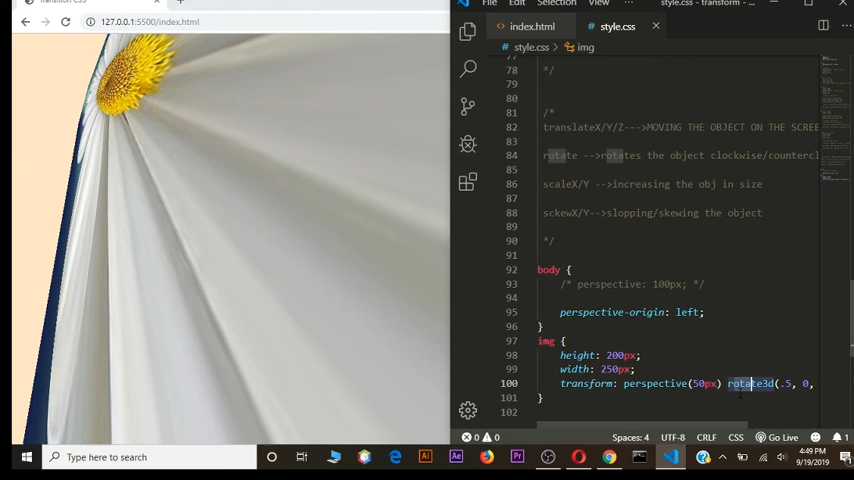 Transition CSS
127.0.0.1:5500/index.html
File Edit Selection View ... style.css - transform -
index.html style.css
style.css > img
77
78 */
79
80
81 /*
82 translateX/Y/Z--->MOVING THE OBJECT ON THE SCREE
83
84 rotate -->rotates the object clockwise/countercl
85
86 scaleX/Y -->increasing the obj in size
87
88 sckewX/Y-->slopping/skewing the object
89
90 */
91
92 body {
93 /* perspective: 100px; */
94
95 perspective-origin: left;
96 }
97 img {
98 height: 200px;
99 width: 250px;
100 transform: perspective(50px) rotate3d(.5, 0,
101 }
102
0 0 Spaces: 4 UTF-8 CRLF CSS Go Live 1
Type here to search
4:49 PM
9/19/2019